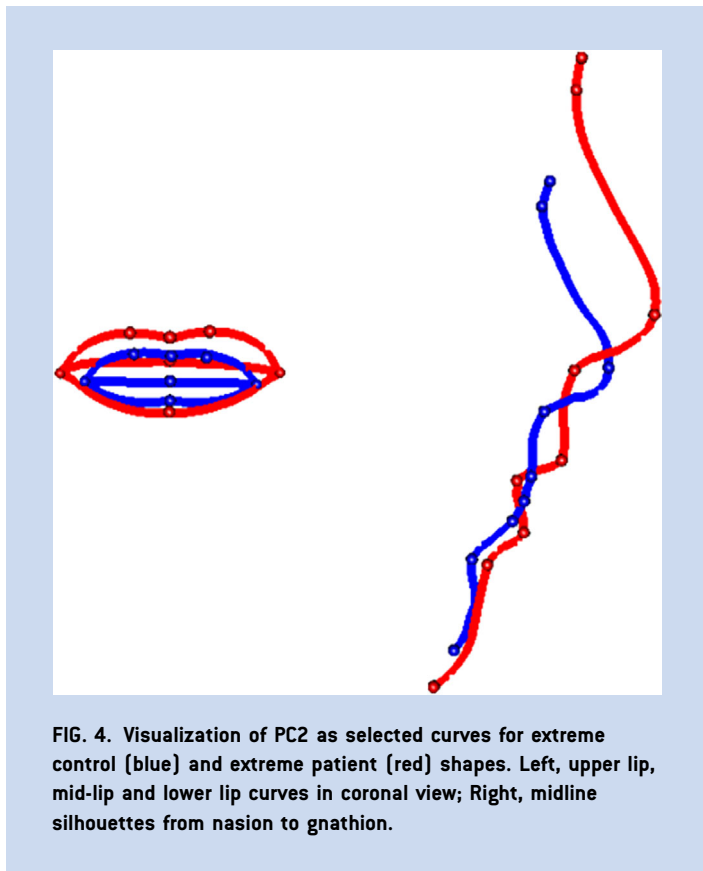 FIG. 4. Visualization of PC2 as selected curves for extreme
control (blue) and extreme patient (red) shapes. Left, upper lip,
mid-lip and lower lip curves in coronal view; Right, midline
silhouettes from nasion to gnathion.